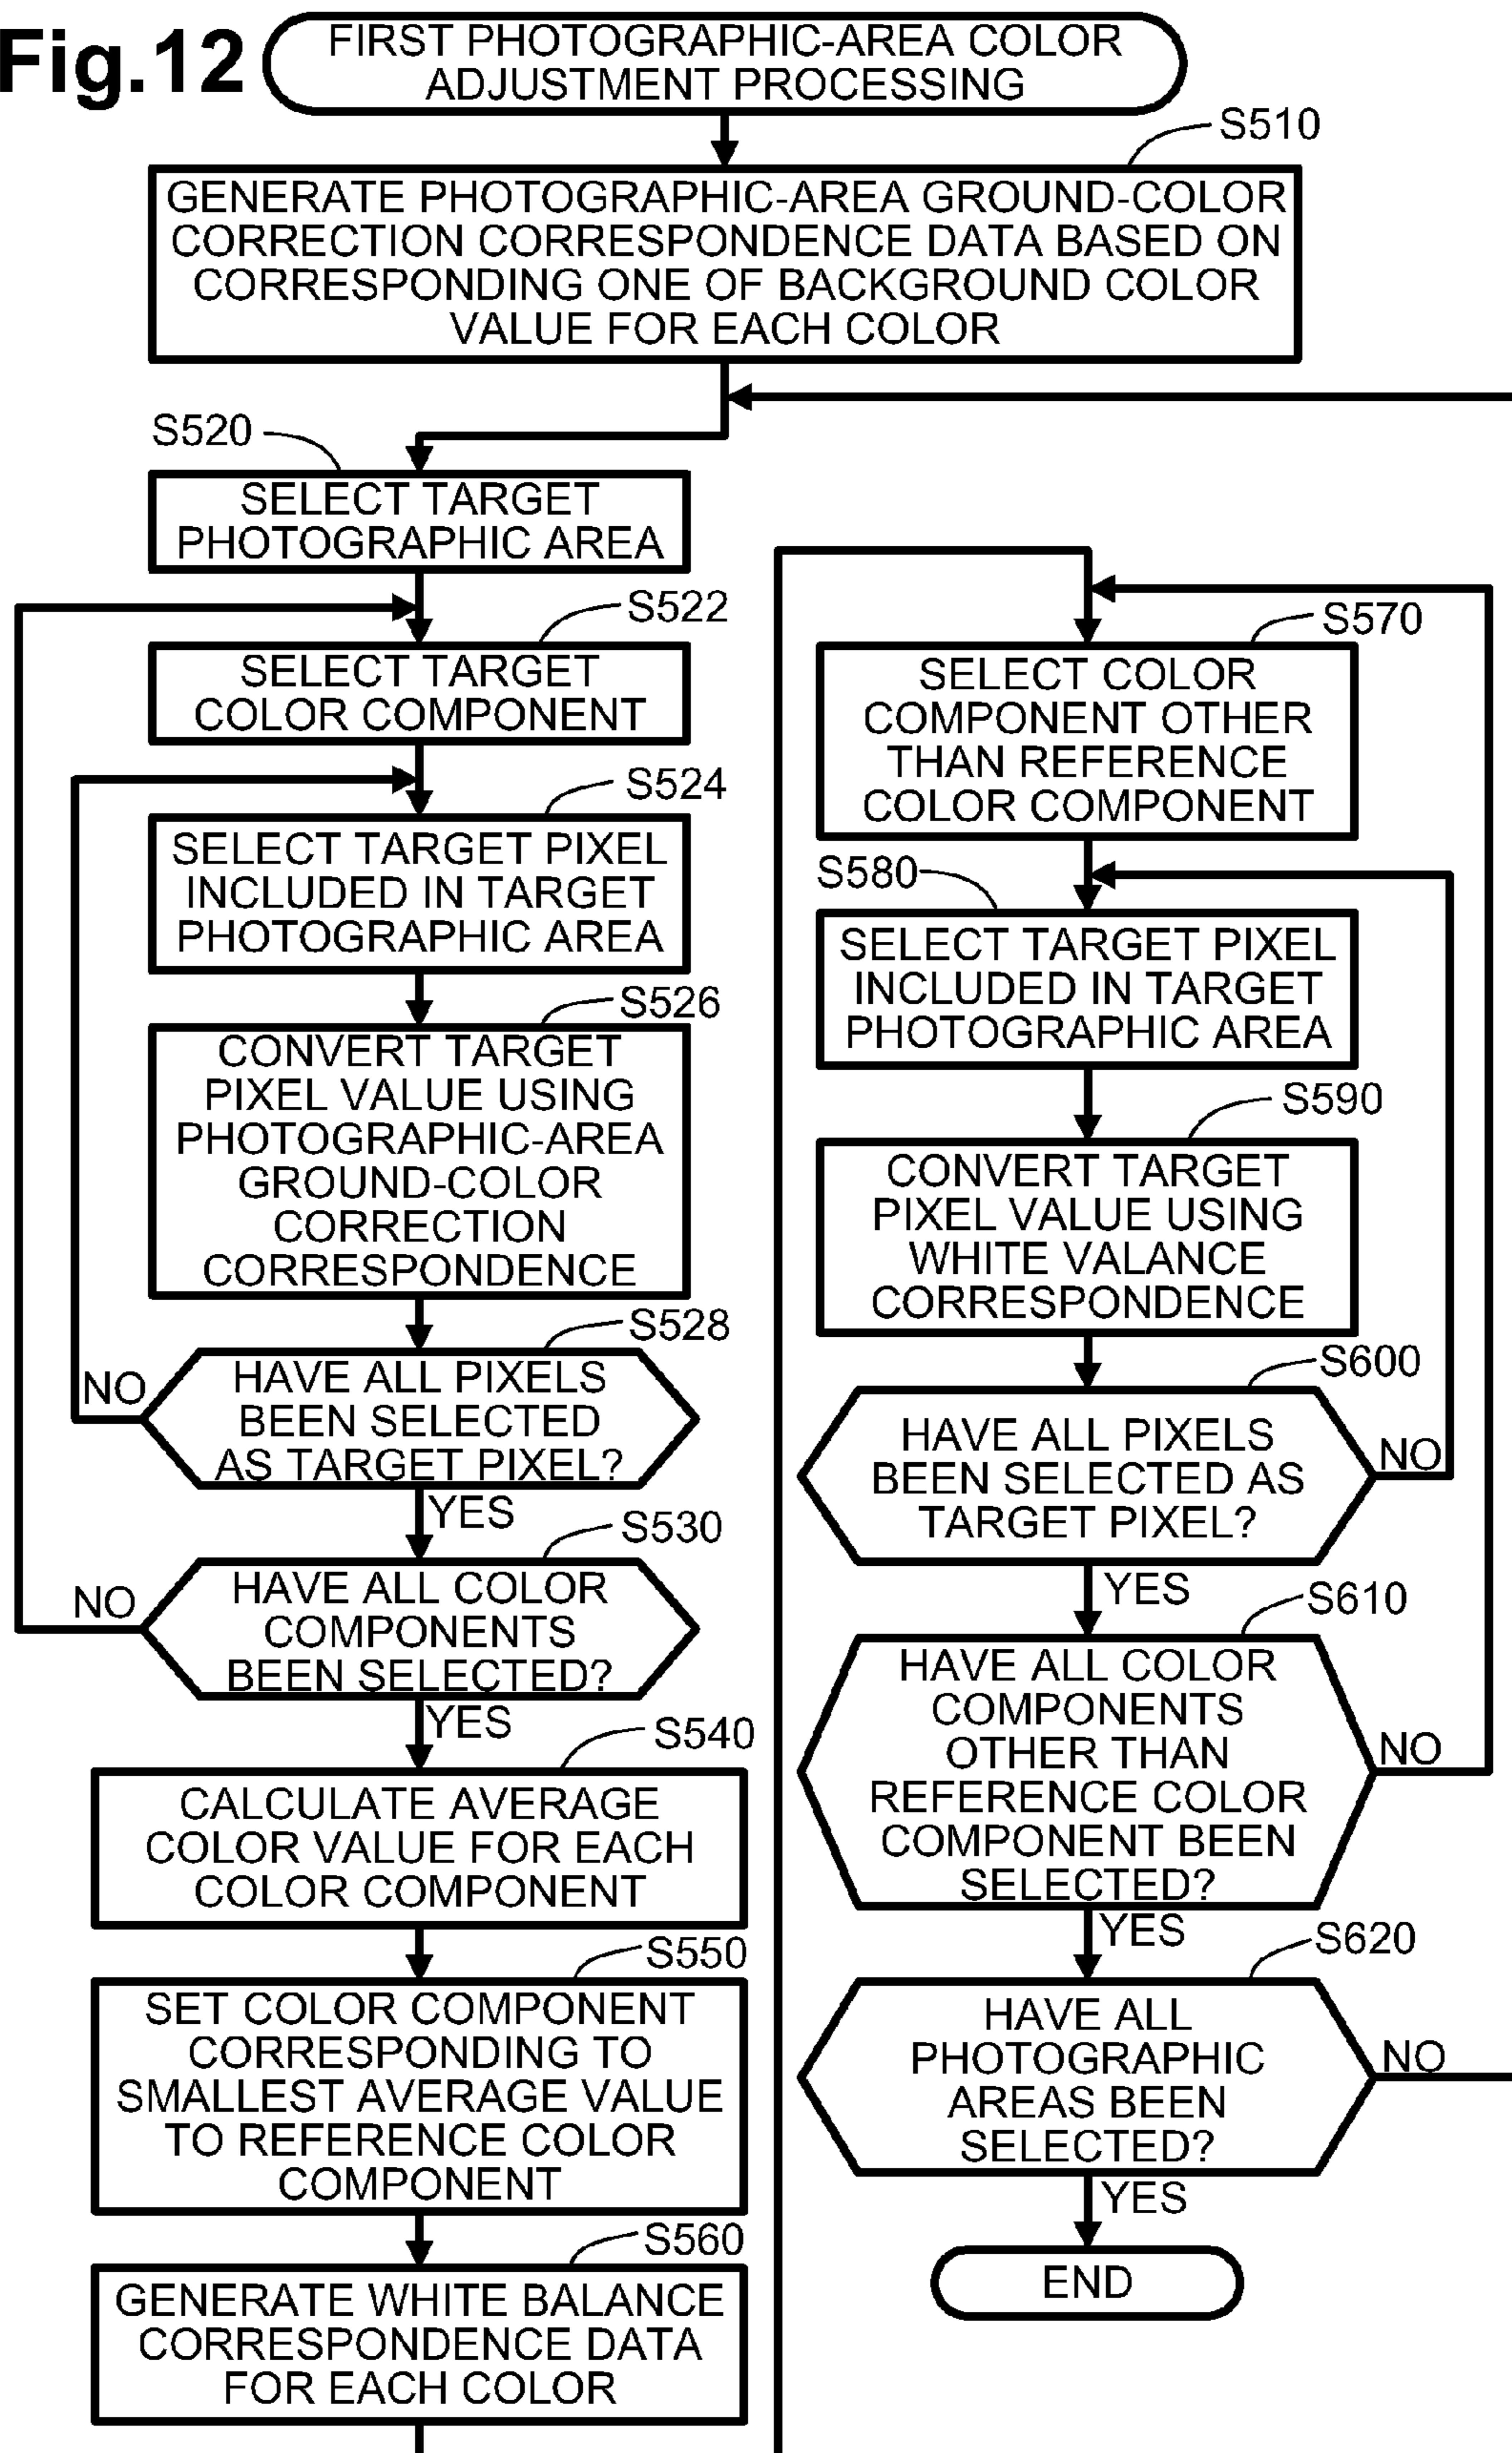 Fig.12
FIRST PHOTOGRAPHIC-AREA COLOR
ADJUSTMENT PROCESSING
S510
GENERATE PHOTOGRAPHIC-AREA GROUND-COLOR
CORRECTION CORRESPONDENCE DATA BASED ON
CORRESPONDING ONE OF BACKGROUND COLOR
VALUE FOR EACH COLOR
S520
SELECT TARGET
PHOTOGRAPHIC AREA
S522
SELECT TARGET
COLOR COMPONENT
S524
SELECT TARGET PIXEL
INCLUDED IN TARGET
PHOTOGRAPHIC AREA
S526
CONVERT TARGET
PIXEL VALUE USING
PHOTOGRAPHIC-AREA
GROUND-COLOR
CORRECTION
CORRESPONDENCE
S528
HAVE ALL PIXELS
BEEN SELECTED
AS TARGET PIXEL?
NO
YES
S530
HAVE ALL COLOR
COMPONENTS
BEEN SELECTED?
NO
YES
S540
CALCULATE AVERAGE
COLOR VALUE FOR EACH
COLOR COMPONENT
S550
SET COLOR COMPONENT
CORRESPONDING TO
SMALLEST AVERAGE VALUE
TO REFERENCE COLOR
COMPONENT
S560
GENERATE WHITE BALANCE
CORRESPONDENCE DATA
FOR EACH COLOR
S570
SELECT COLOR
COMPONENT OTHER
THAN REFERENCE
COLOR COMPONENT
S580
SELECT TARGET PIXEL
INCLUDED IN TARGET
PHOTOGRAPHIC AREA
S590
CONVERT TARGET
PIXEL VALUE USING
WHITE VALANCE
CORRESPONDENCE
S600
HAVE ALL PIXELS
BEEN SELECTED AS
TARGET PIXEL?
NO
YES
S610
HAVE ALL COLOR
COMPONENTS
OTHER THAN
REFERENCE COLOR
COMPONENT BEEN
SELECTED?
NO
YES
S620
HAVE ALL
PHOTOGRAPHIC
AREAS BEEN
SELECTED?
NO
YES
END